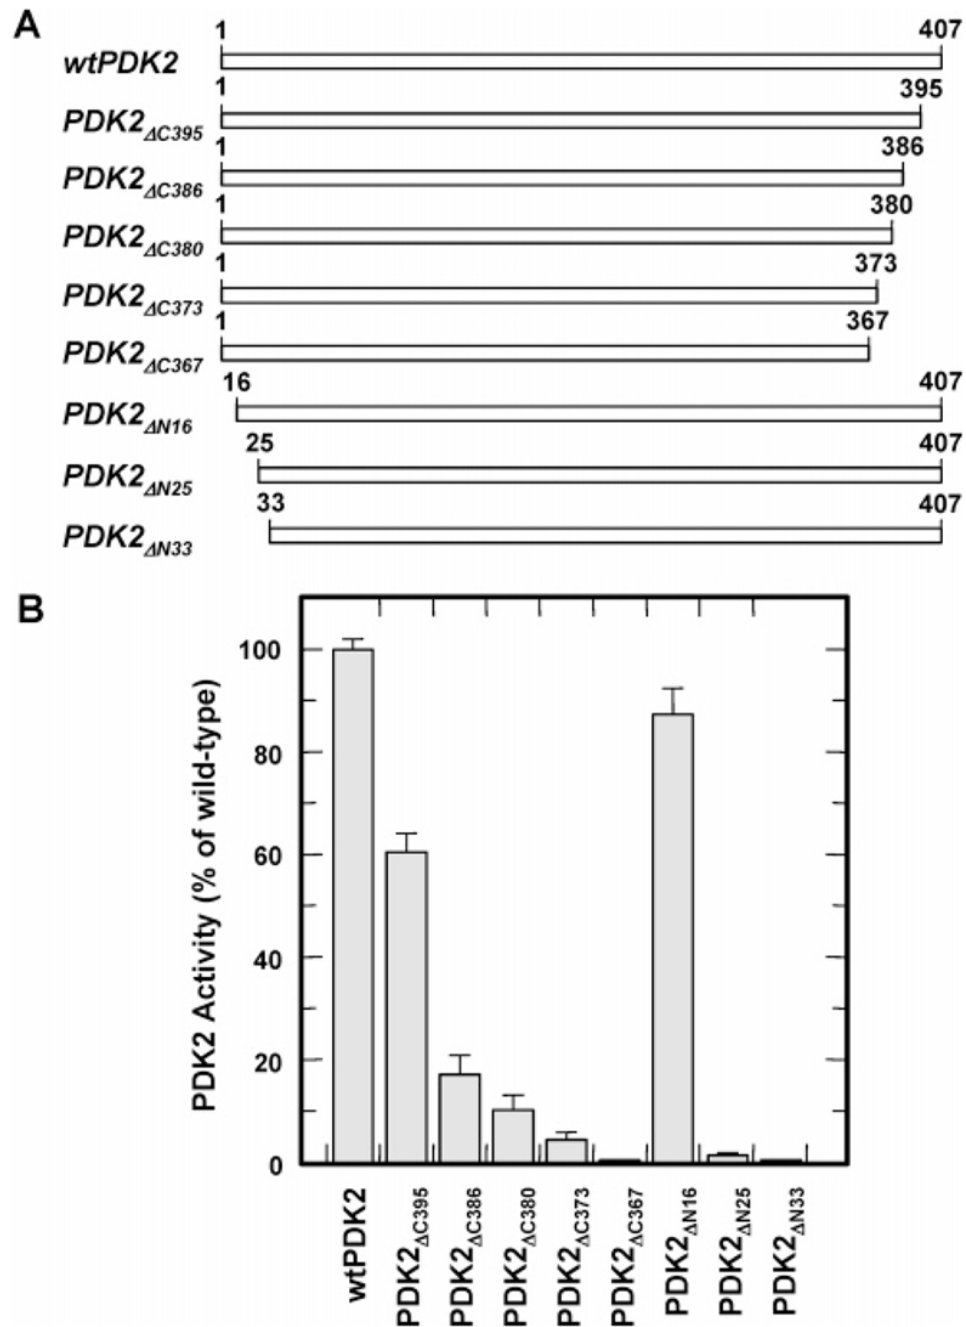 A
1 407
wtPDK2
1 395
PDK2ΔC395
1 386
PDK2ΔC386
1 380
PDK2ΔC380
1 373
PDK2ΔC373
1 367
PDK2ΔC367
16 407
PDK2ΔN16
25 407
PDK2ΔN25
33 407
PDK2ΔN33
B
PDK2 Activity (% of wild-type)
100
80
60
40
20
0
wtPDK2
PDK2ΔC395
PDK2ΔC386
PDK2ΔC380
PDK2ΔC373
PDK2ΔC367
PDK2ΔN16
PDK2ΔN25
PDK2ΔN33